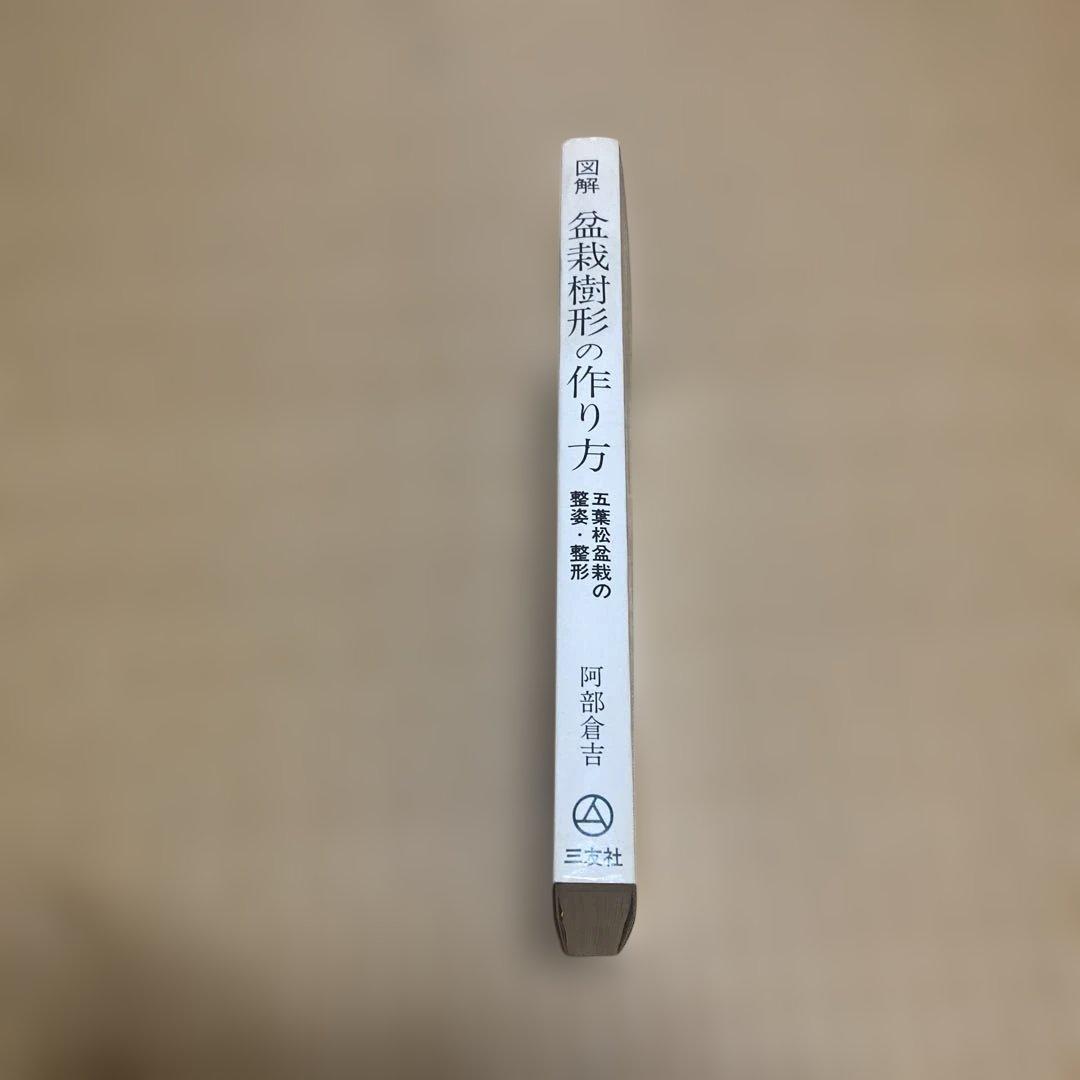 図解
盆栽樹形の作り方
五葉松盆栽の
整姿・整形
阿部倉吉
三友社